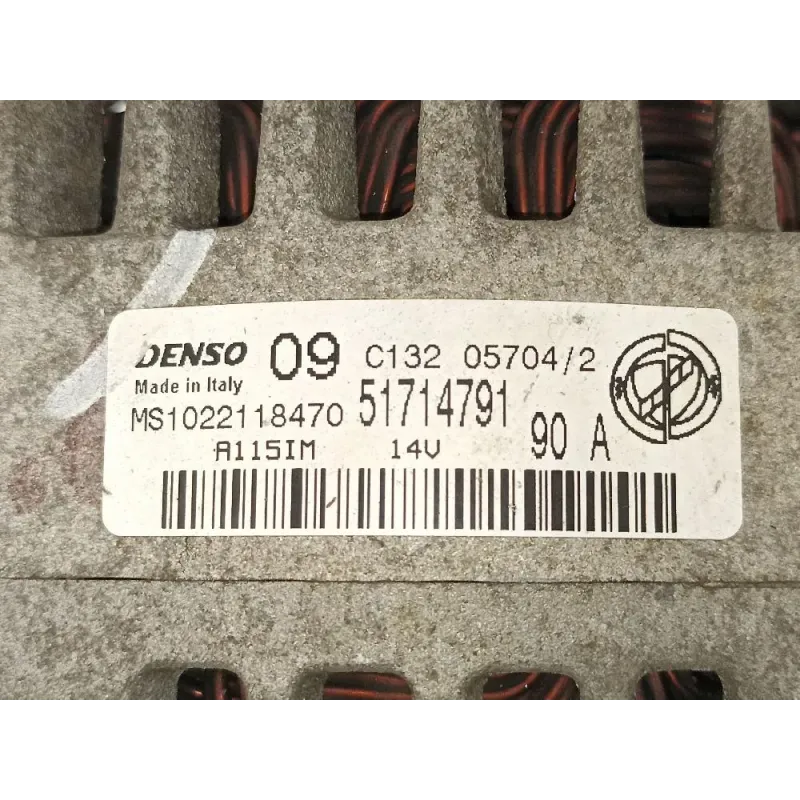 DENSO 09 C132 05704/2
Made in Italy
MS1022118470 51714791 90 A
A115IM 14V